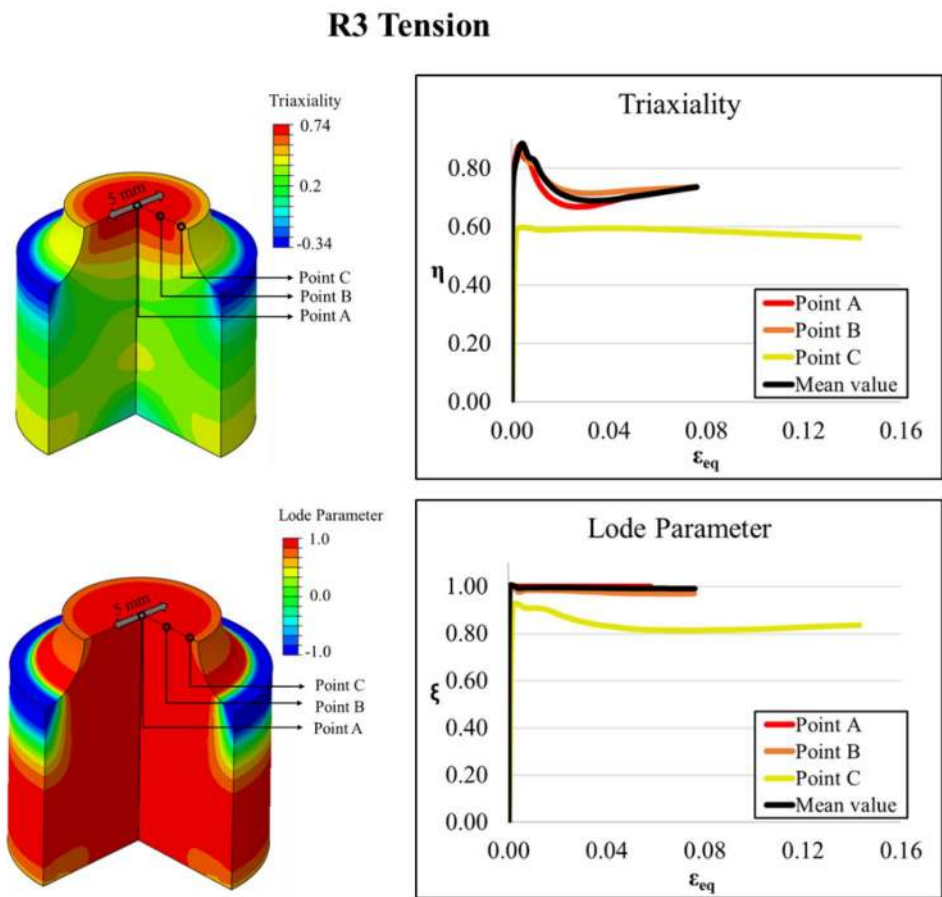 R3 Tension
Triaxiality
0.74
0.2
-0.34
5 mm
Point C
Point B
Point A
Triaxiality
0.80
0.60
η
0.40
0.20
0.00
0.00
0.04
0.08
0.12
0.16
εeq
Point A
Point B
Point C
Mean value
Lode Parameter
1.0
0.0
-1.0
5 mm
Point C
Point B
Point A
Lode Parameter
1.00
0.80
0.60
ξ
0.40
0.20
0.00
0.00
0.04
0.08
0.12
0.16
εeq
Point A
Point B
Point C
Mean value